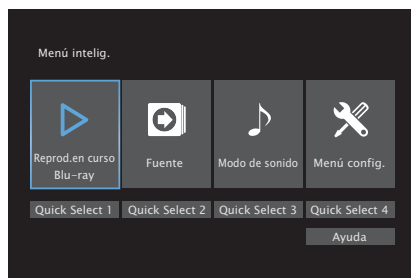 Menú intelig.
Reprod.en curso
Blu-ray
Fuente
Modo de sonido
Menú config.
Quick Select 1
Quick Select 2
Quick Select 3
Quick Select 4
Ayuda